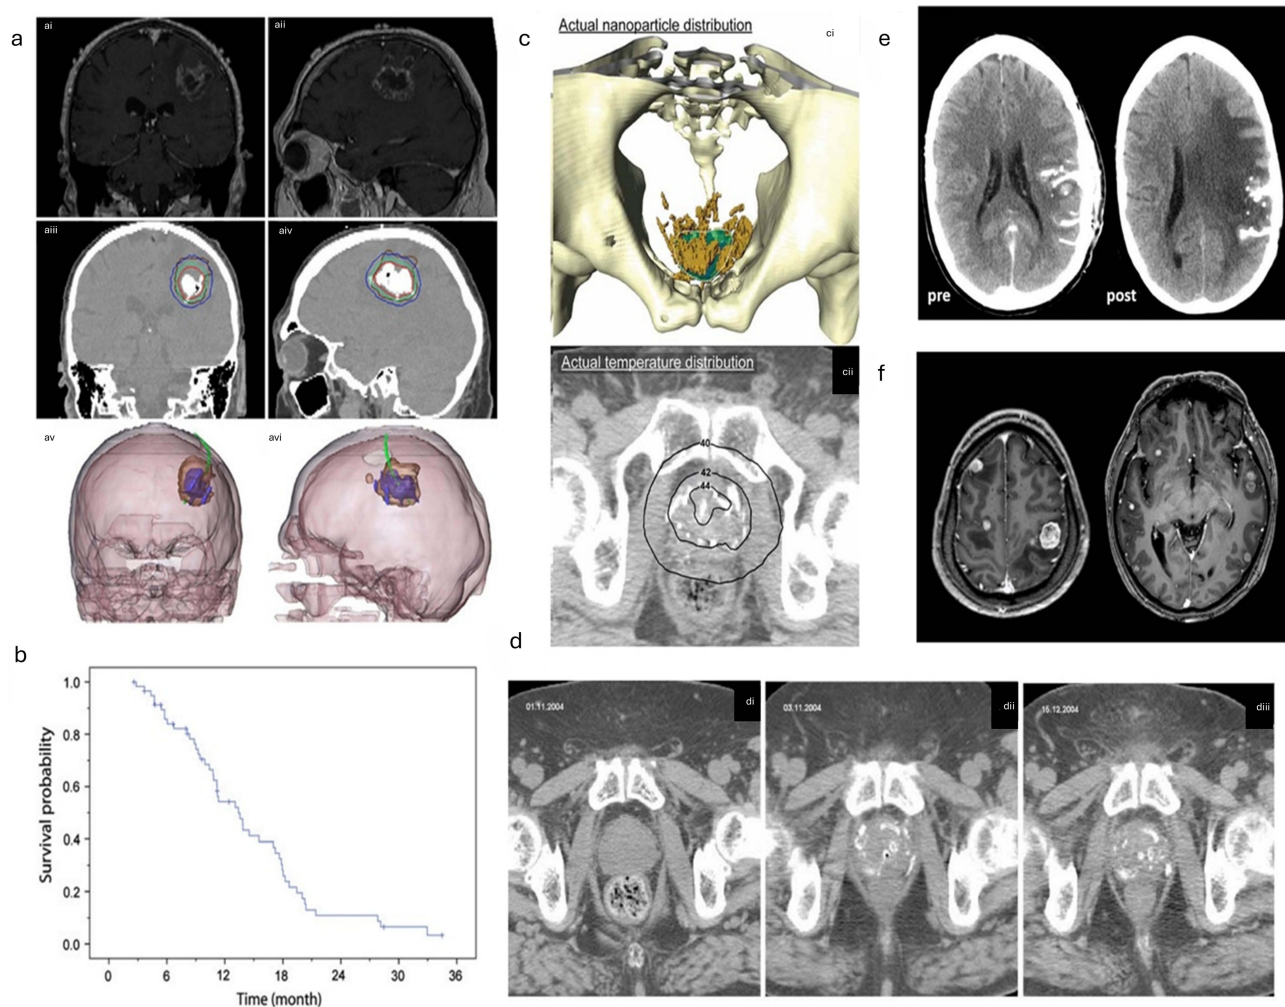 a
ai
aii
aiii
aiv
av
avi
b
1.0
0.8
0.6
0.4
0.2
0.0
Survival probability
0
6
12
18
24
30
36
Time (month)
c
Actual nanoparticle distribution
ci
Actual temperature distribution
cii
40
42
44
d
01.11.2004
di
03.11.2004
dii
15.12.2004
diii
e
pre
post
f